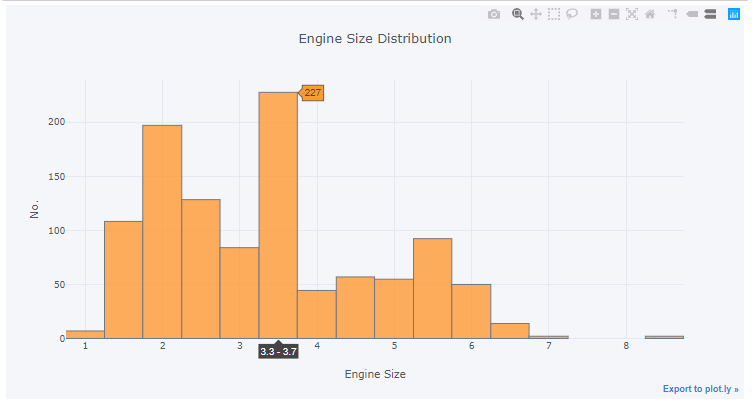 Engine Size Distribution
227
200
150
100
50
0
No.
1 2 3 4 5 6 7 8
3.3 - 3.7
Engine Size
Export to plot.ly »